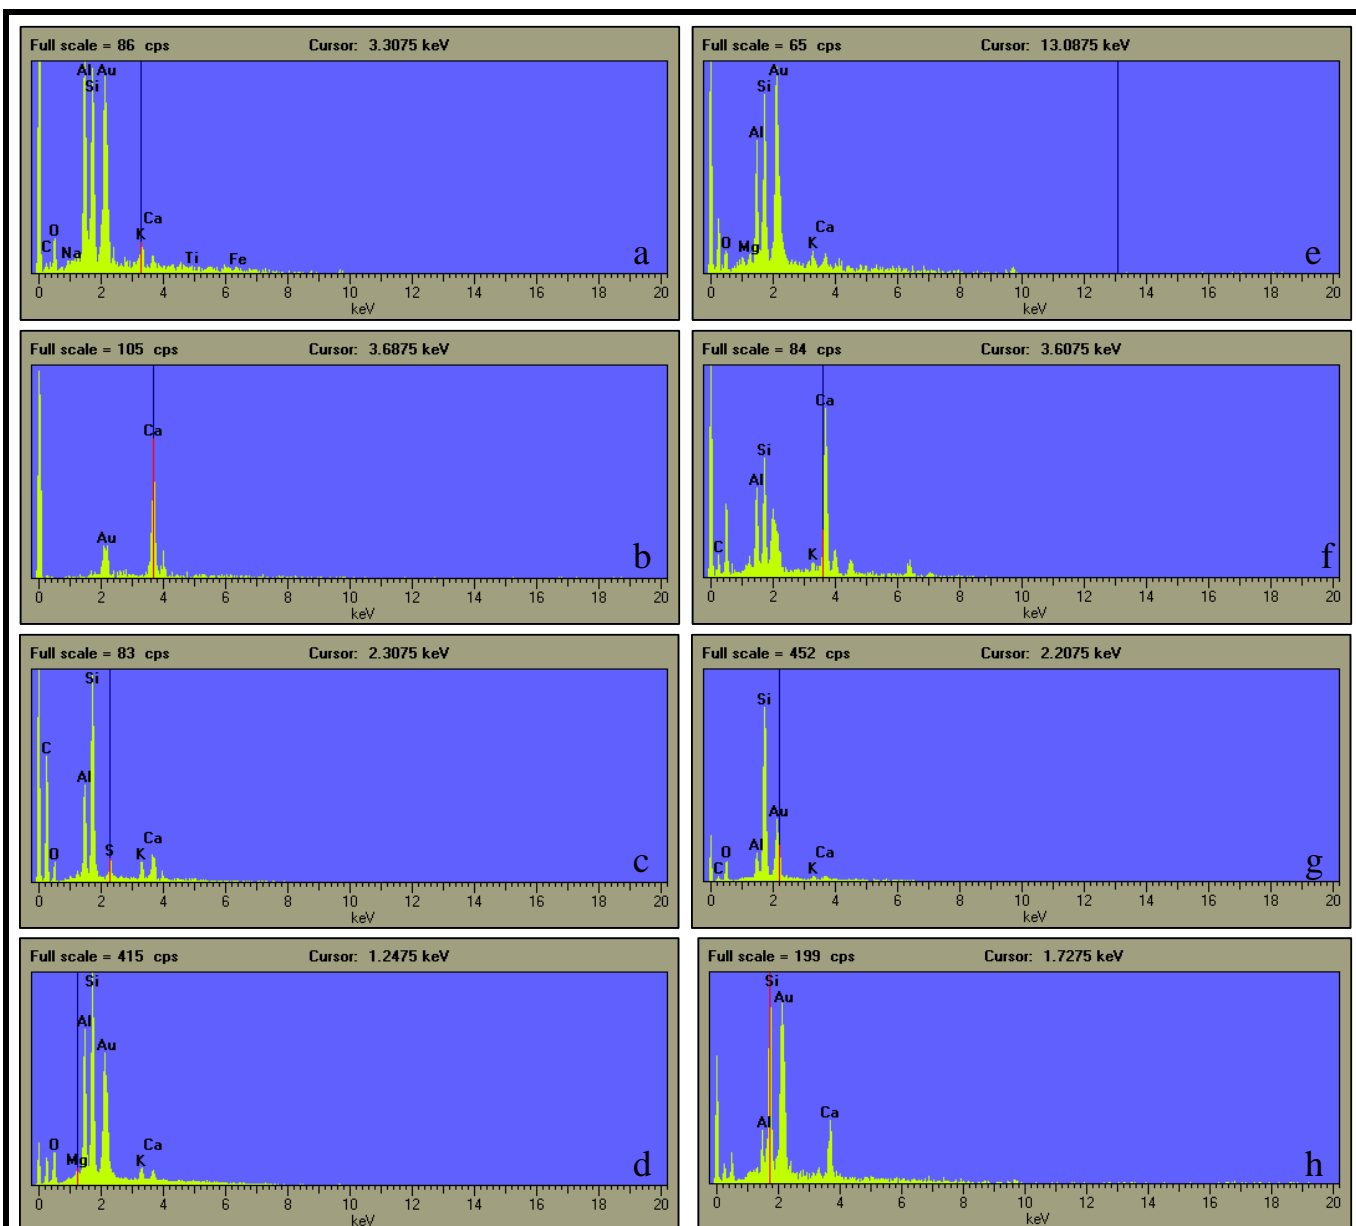 Full scale = 86 cps Cursor: 3.3075 keV
Al Au
Si
Ca
O K
C Na Ti Fe
a
0 2 4 6 8 10 12 14 16 18 20
keV
Full scale = 105 cps Cursor: 3.6875 keV
Ca
Au
b
0 2 4 6 8 10 12 14 16 18 20
keV
Full scale = 83 cps Cursor: 2.3075 keV
Si
C
Al
Ca
O S K
c
0 2 4 6 8 10 12 14 16 18 20
keV
Full scale = 415 cps Cursor: 1.2475 keV
Si
Al
Au
O Ca
Mg K
d
0 2 4 6 8 10 12 14 16 18 20
keV
Full scale = 65 cps Cursor: 13.0875 keV
Au
Si
Al
Ca
O Mg K
e
0 2 4 6 8 10 12 14 16 18 20
keV
Full scale = 84 cps Cursor: 3.6075 keV
Ca
Si
Al
C K
f
0 2 4 6 8 10 12 14 16 18 20
keV
Full scale = 452 cps Cursor: 2.2075 keV
Si
Au
Al
O Ca
C K
g
0 2 4 6 8 10 12 14 16 18 20
keV
Full scale = 199 cps Cursor: 1.7275 keV
Si
Au
Al Ca
h
0 2 4 6 8 10 12 14 16 18 20
keV